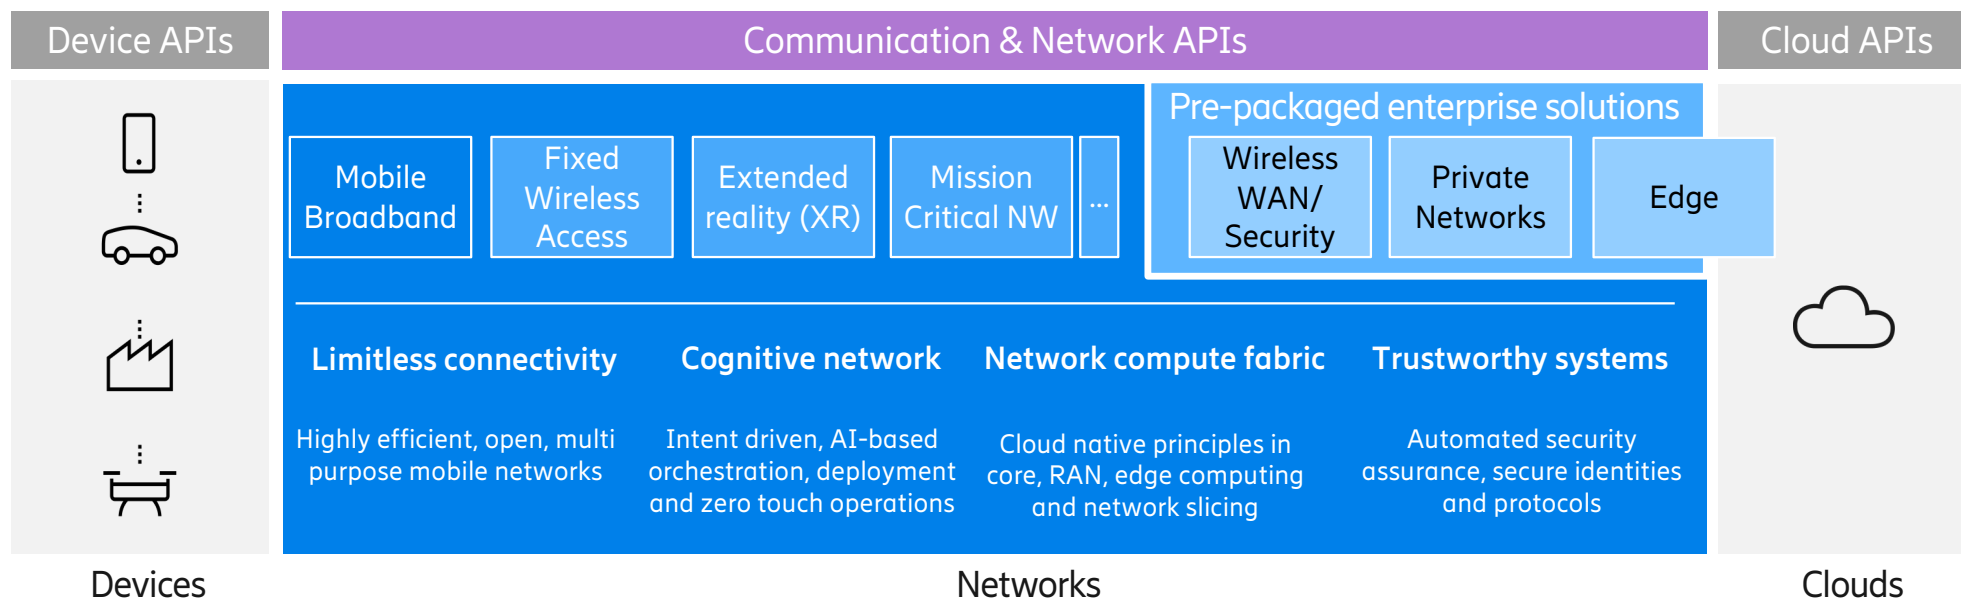 Device APIs
Communication & Network APIs
Cloud APIs
Pre-packaged enterprise solutions
Mobile
Broadband
Fixed
Wireless
Access
Extended
reality (XR)
Mission
Critical NW
...
Wireless
WAN/
Security
Private
Networks
Edge
Limitless connectivity
Highly efficient, open, multi
purpose mobile networks
Cognitive network
Intent driven, AI-based
orchestration, deployment
and zero touch operations
Network compute fabric
Cloud native principles in
core, RAN, edge computing
and network slicing
Trustworthy systems
Automated security
assurance, secure identities
and protocols
Devices
Networks
Clouds